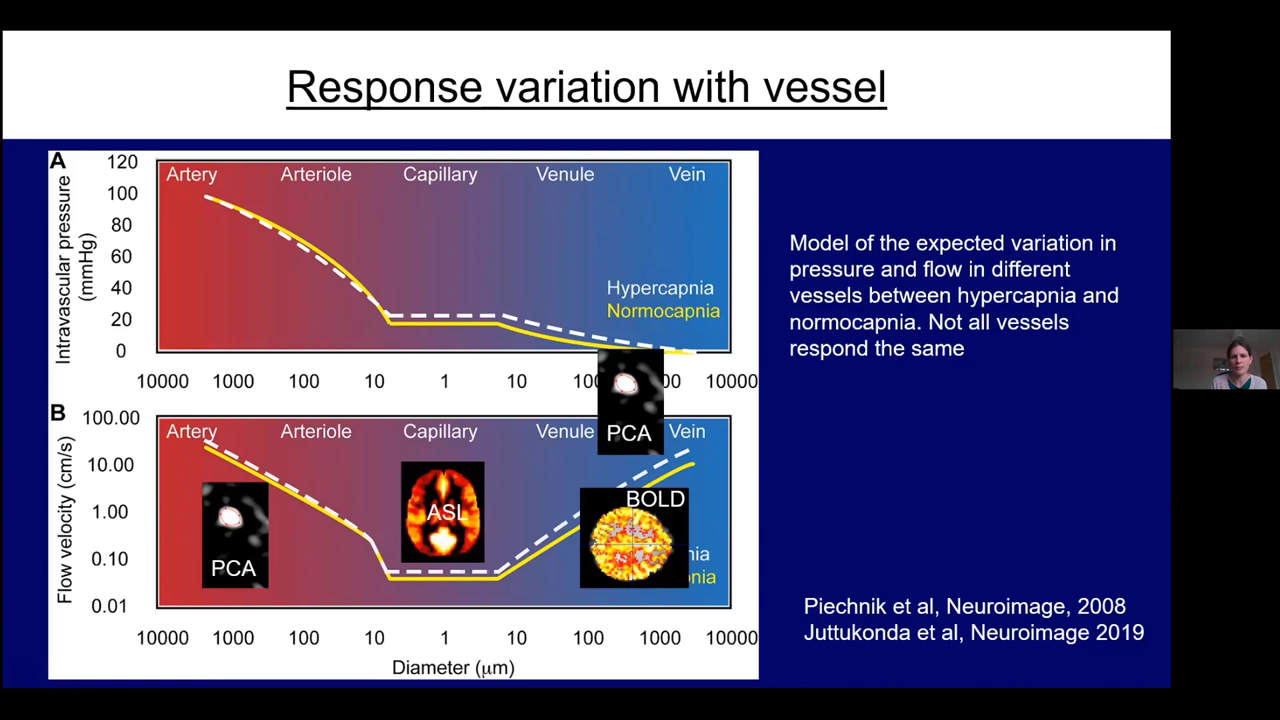 Response variation with vessel
A
120
100
80
60
40
20
0
Intravascular pressure
(mmHg)
Artery Arteriole Capillary Venule Vein
Hypercapnia
Normocapnia
10000 1000 100 10 1 10 00 10000
PCA
B
100.00
10.00
1.00
0.10
0.01
Flow velocity (cm/s)
Artery Arteriole Capillary Venule Vein
PCA
ASL
BOLD
nia
onia
10000 1000 100 10 1 10 100 1000 10000
Diameter (μm)
Model of the expected variation in
pressure and flow in different
vessels between hypercapnia and
normocapnia. Not all vessels
respond the same
Piechnik et al, Neuroimage, 2008
Juttukonda et al, Neuroimage 2019